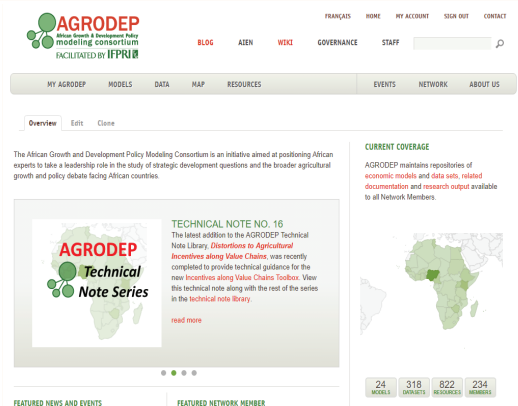 AGRODEP
African Growth & Development Policy
modeling consortium
FACILITATED BY IFPRI
FRANÇAIS HOME MY ACCOUNT SIGN OUT CONTACT
BLOG AIEN WIKI GOVERNANCE STAFF
MY AGRODEP MODELS DATA MAP RESOURCES EVENTS NETWORK ABOUT US
Overview Edit Clone
The African Growth and Development Policy Modeling Consortium is an initiative aimed at positioning African
experts to take a leadership role in the study of strategic development questions and the broader agricultural
growth and policy debate facing African countries.
AGRODEP
Technical
Note Series
TECHNICAL NOTE NO. 16
The latest addition to the AGRODEP Technical
Note Library, Distortions to Agricultural
Incentives along Value Chains, was recently
completed to provide technical guidance for the
new Incentives along Value Chains Toolbox. View
this technical note along with the rest of the series
in the technical note library.
read more
CURRENT COVERAGE
AGRODEP maintains repositories of
economic models and data sets, related
documentation and research output available
to all Network Members.
24 318 822 234
MODELS DATASETS RESOURCES MEMBERS
FEATURED NEWS AND EVENTS FEATURED NETWORK MEMBER